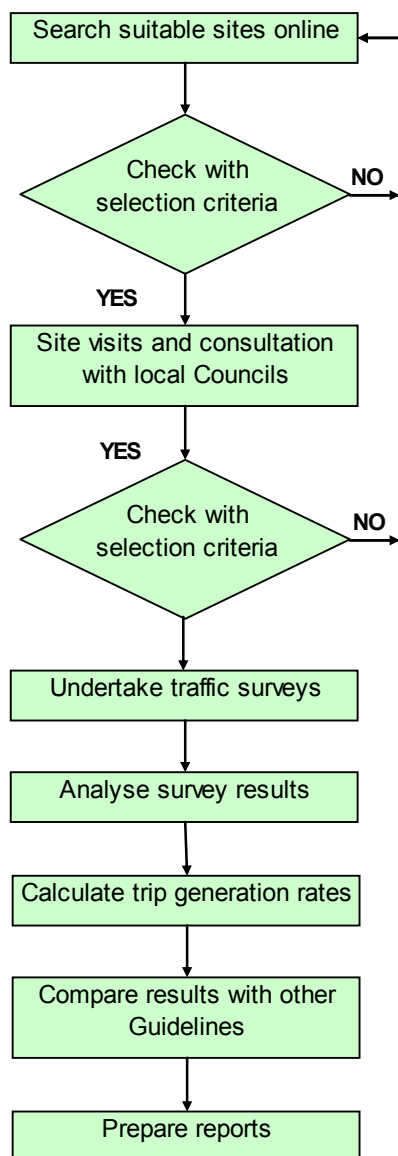 Search suitable sites online
Check with
selection criteria
NO
YES
Site visits and consultation
with local Councils
YES
Check with
selection criteria
NO
Undertake traffic surveys
Analyse survey results
Calculate trip generation rates
Compare results with other
Guidelines
Prepare reports